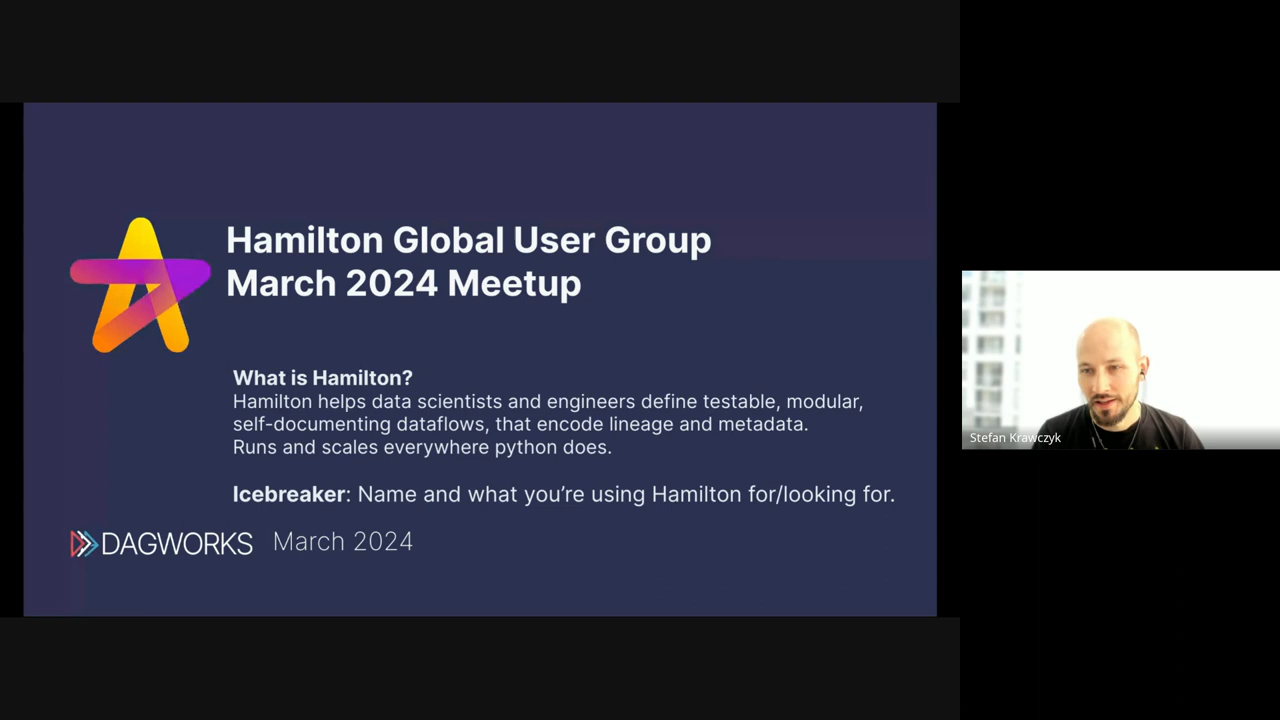 Hamilton Global User Group
March 2024 Meetup
What is Hamilton?
Hamilton helps data scientists and engineers define testable, modular,
self-documenting dataflows, that encode lineage and metadata.
Runs and scales everywhere python does.
Icebreaker: Name and what you’re using Hamilton for/looking for.
DAGWORKS March 2024
Stefan Krawczyk